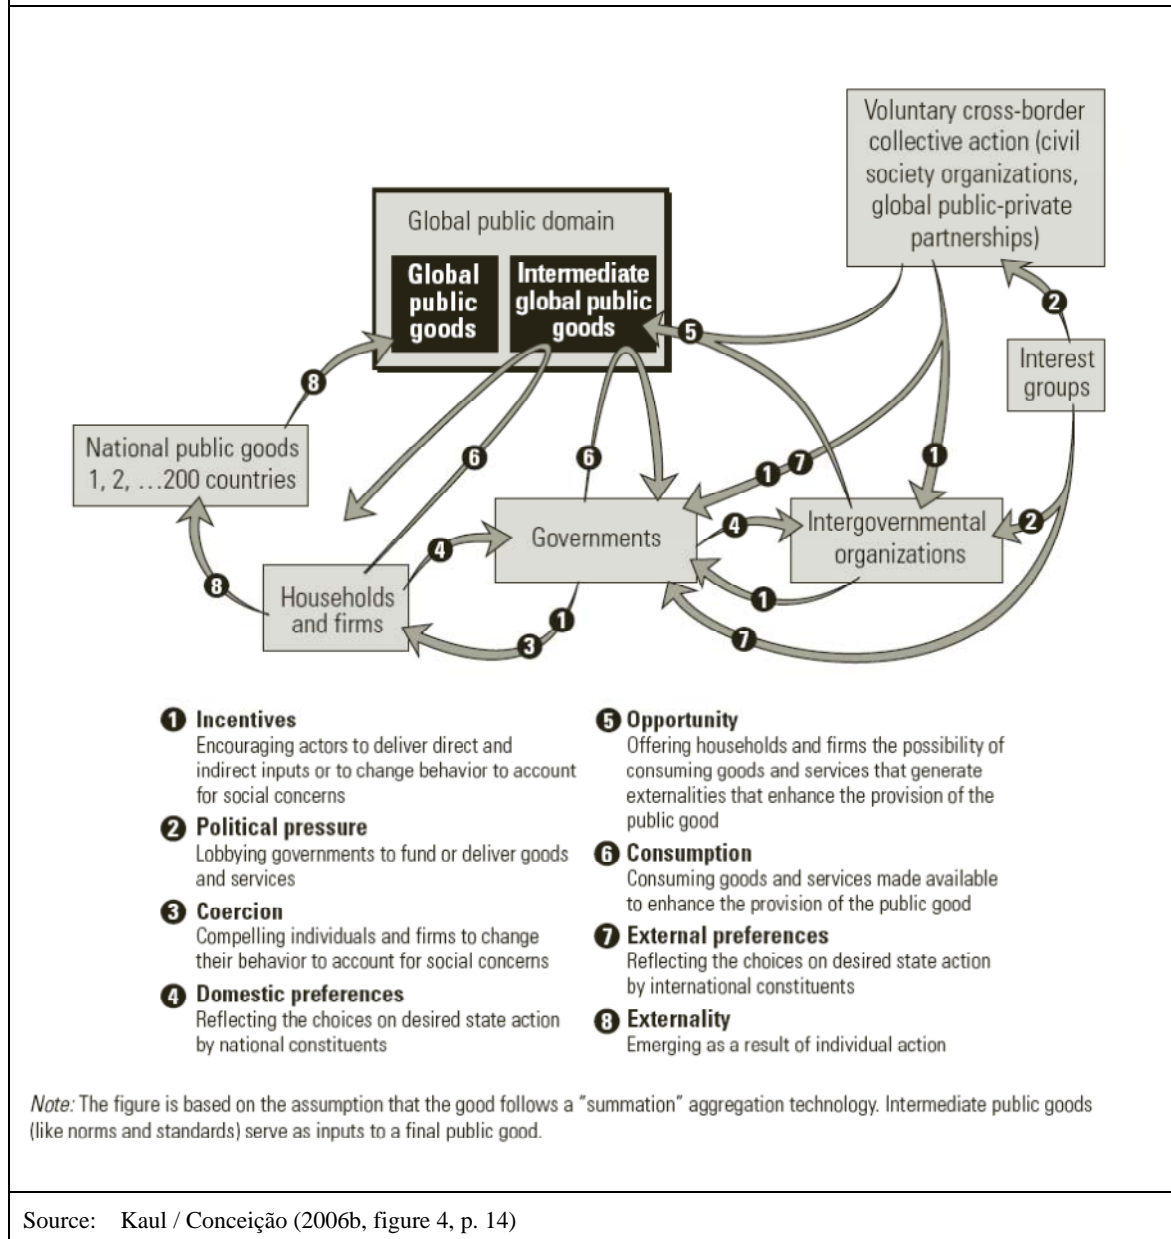 Voluntary cross-border
collective action (civil
society organizations,
global public-private
partnerships)
Global public domain
Global
public
goods
Intermediate
global public
goods
5
2
Interest
groups
8
National public goods
1, 2, …200 countries
6
6
1
7
1
4
Governments
4
Intergovernmental
organizations
2
8
Households
and firms
1
3
1
7
1 Incentives
Encouraging actors to deliver direct and
indirect inputs or to change behavior to account
for social concerns
2 Political pressure
Lobbying governments to fund or deliver goods
and services
3 Coercion
Compelling individuals and firms to change
their behavior to account for social concerns
4 Domestic preferences
Reflecting the choices on desired state action
by national constituents
5 Opportunity
Offering households and firms the possibility of
consuming goods and services that generate
externalities that enhance the provision of the
public good
6 Consumption
Consuming goods and services made available
to enhance the provision of the public good
7 External preferences
Reflecting the choices on desired state action
by international constituents
8 Externality
Emerging as a result of individual action
Note: The figure is based on the assumption that the good follows a "summation" aggregation technology. Intermediate public goods
(like norms and standards) serve as inputs to a final public good.
Source: Kaul / Conceição (2006b, figure 4, p. 14)